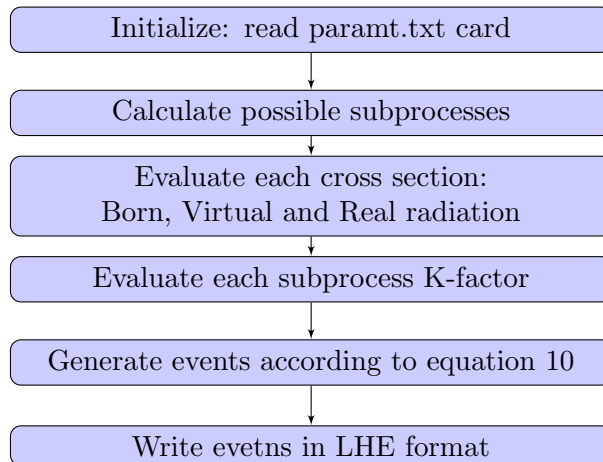 Initialize: read paramt.txt card
Calculate possible subprocesses
Evaluate each cross section:
Born, Virtual and Real radiation
Evaluate each subprocess K-factor
Generate events according to equation 10
Write evetns in LHE format